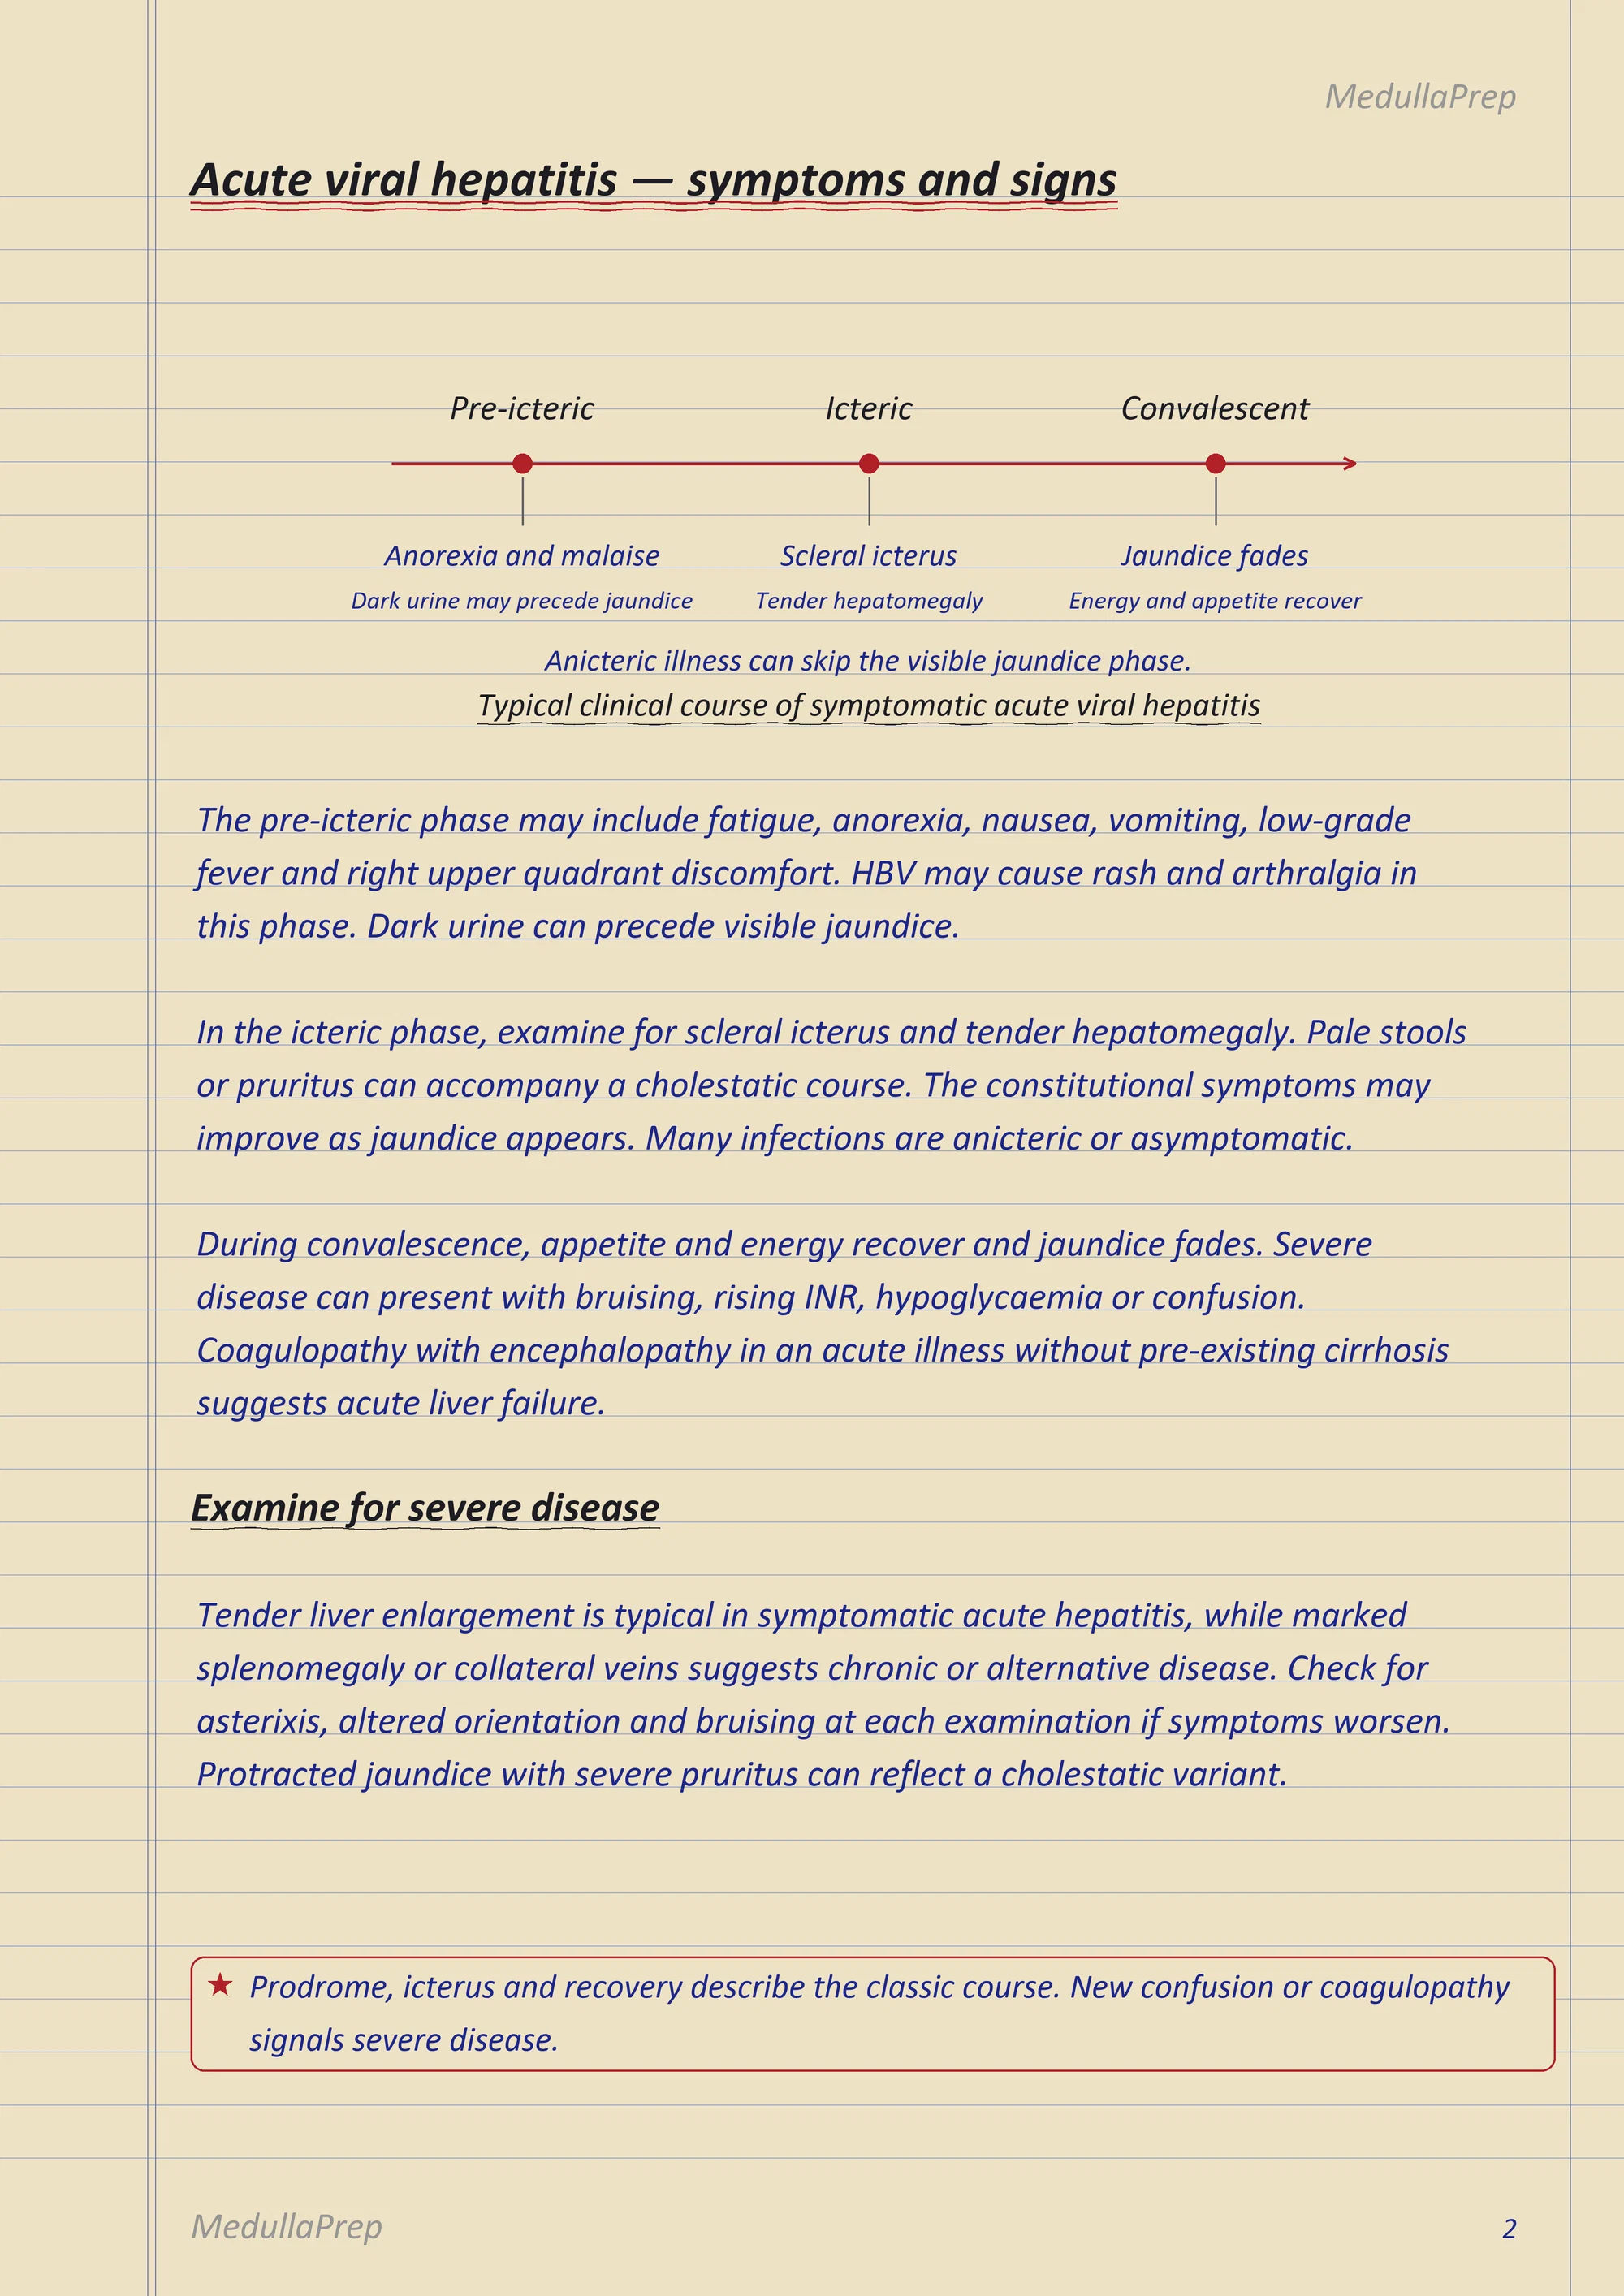 MedullaPrep
Acute viral hepatitis — symptoms and signs
Pre-icteric Icteric Convalescent
Anorexia and malaise Scleral icterus Jaundice fades
Dark urine may precede jaundice Tender hepatomegaly Energy and appetite recover
Anicteric illness can skip the visible jaundice phase.
Typical clinical course of symptomatic acute viral hepatitis
The pre-icteric phase may include fatigue, anorexia, nausea, vomiting, low-grade
fever and right upper quadrant discomfort. HBV may cause rash and arthralgia in
this phase. Dark urine can precede visible jaundice.
In the icteric phase, examine for scleral icterus and tender hepatomegaly. Pale stools
or pruritus can accompany a cholestatic course. The constitutional symptoms may
improve as jaundice appears. Many infections are anicteric or asymptomatic.
During convalescence, appetite and energy recover and jaundice fades. Severe
disease can present with bruising, rising INR, hypoglycaemia or confusion.
Coagulopathy with encephalopathy in an acute illness without pre-existing cirrhosis
suggests acute liver failure.
Examine for severe disease
Tender liver enlargement is typical in symptomatic acute hepatitis, while marked
splenomegaly or collateral veins suggests chronic or alternative disease. Check for
asterixis, altered orientation and bruising at each examination if symptoms worsen.
Protracted jaundice with severe pruritus can reflect a cholestatic variant.
★ Prodrome, icterus and recovery describe the classic course. New confusion or coagulopathy
signals severe disease.
MedullaPrep 2